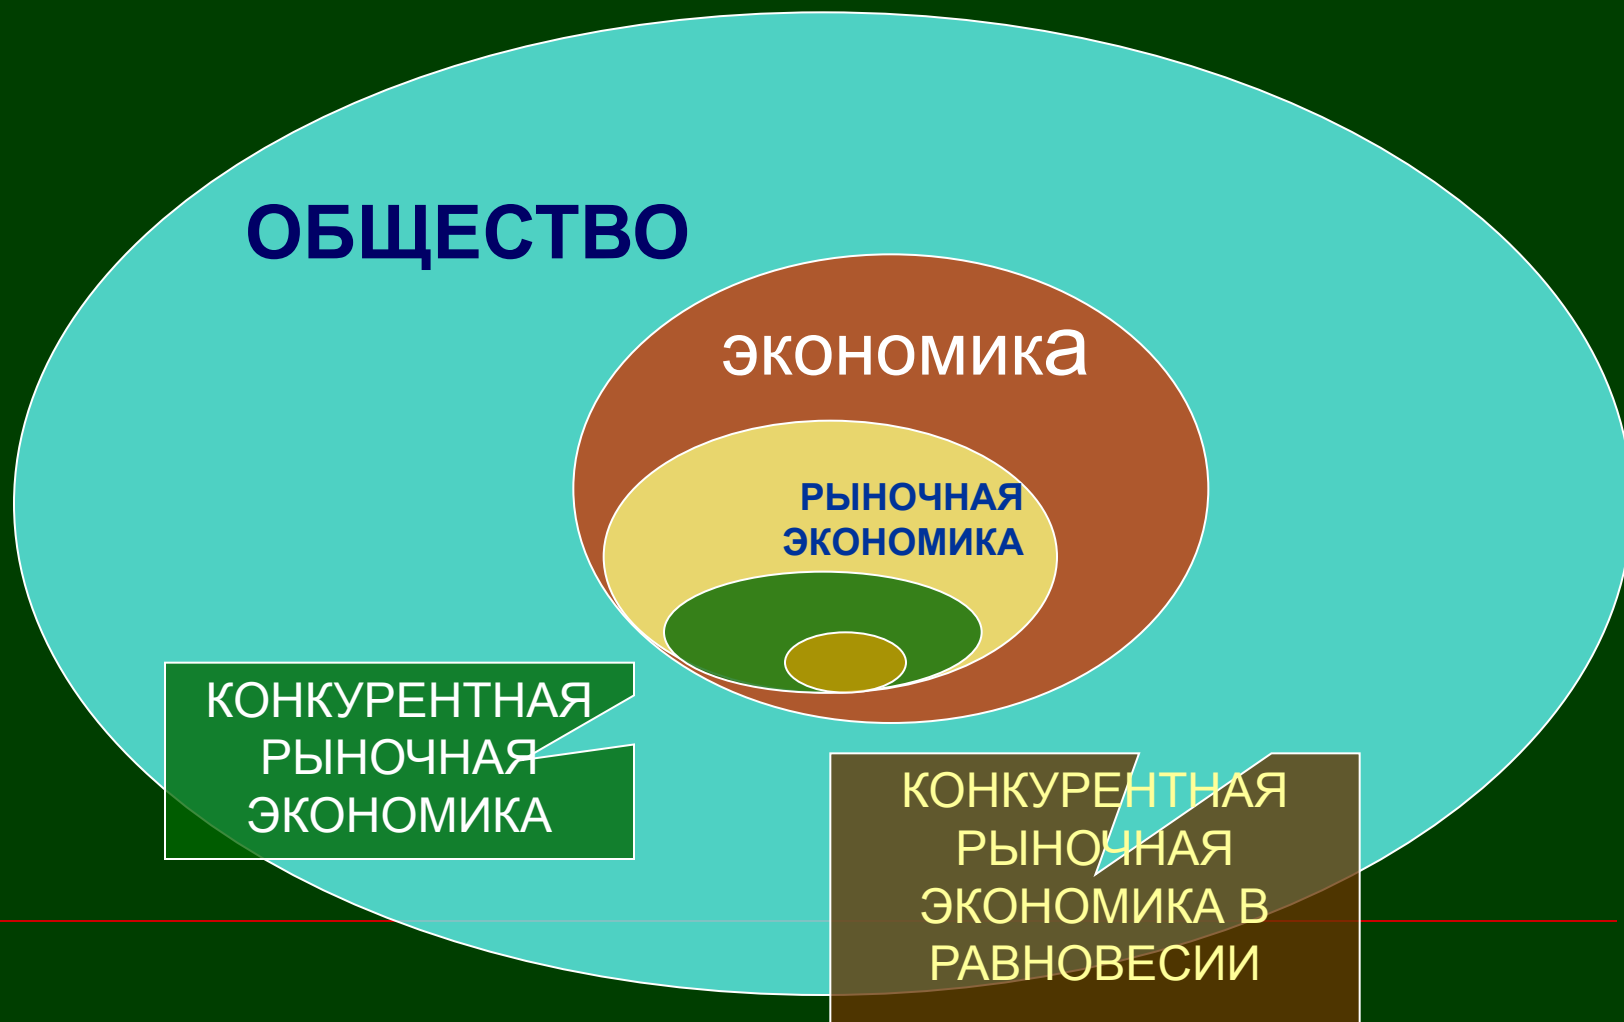 ОБЩЕСТВО
экономика
РЫНОЧНАЯ
ЭКОНОМИКА
КОНКУРЕНТНАЯ
РЫНОЧНАЯ
ЭКОНОМИКА
КОНКУРЕНТНАЯ
РЫНОЧНАЯ
ЭКОНОМИКА В
РАВНОВЕСИИ